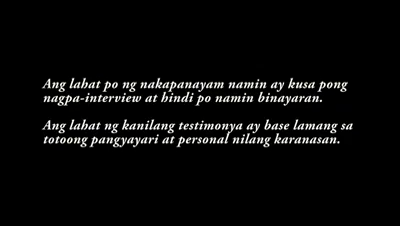 Ang lahat po ng nakapanayam namin ay kusa pong
nagpa-interview at hindi po namin binayaran.
Ang lahat ng kanilang testimonya ay base lamang sa
totoong pangyayari at personal nilang karanasan.